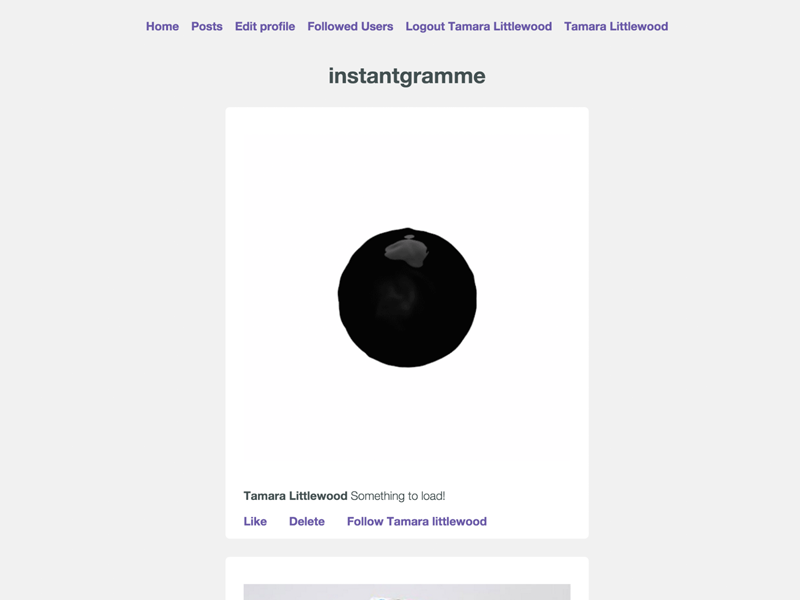 Home Posts Edit profile Followed Users Logout Tamara Littlewood Tamara Littlewood
instantgramme
Tamara Littlewood Something to load!
Like Delete Follow Tamara littlewood